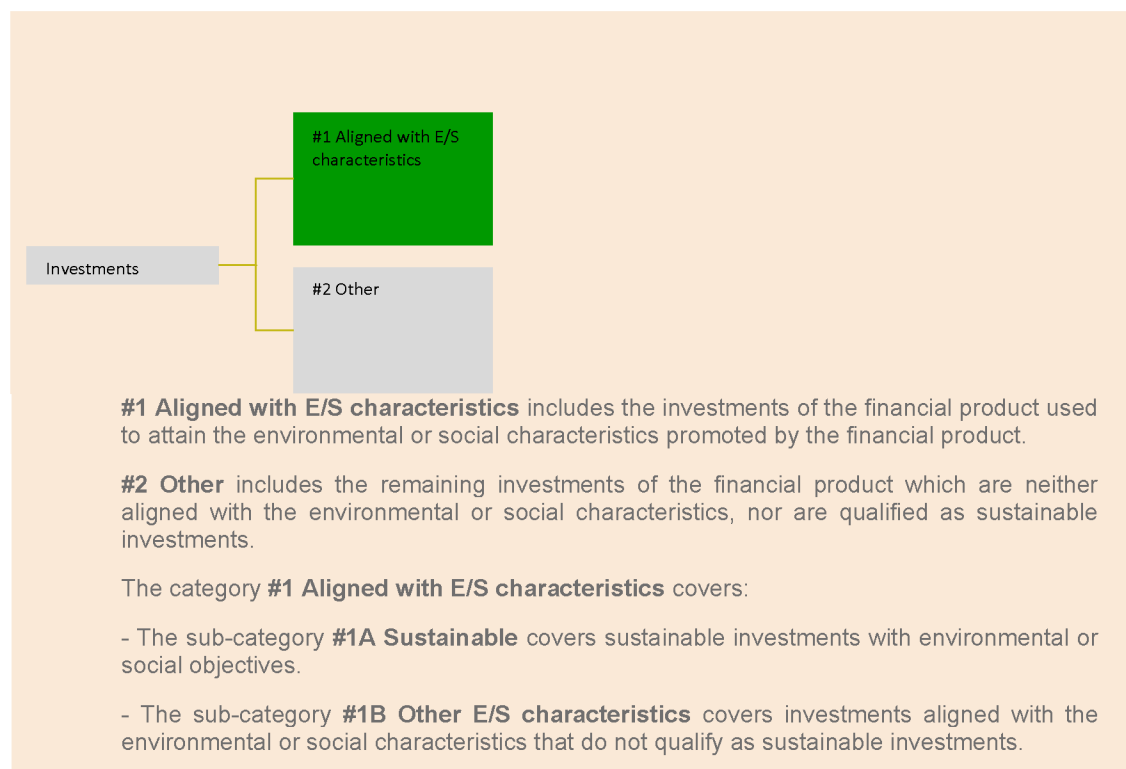 #1 Aligned with E/S
characteristics
Investments
#2 Other
#1 Aligned with E/S characteristics includes the investments of the financial product used
to attain the environmental or social characteristics promoted by the financial product.
#2 Other includes the remaining investments of the financial product which are neither
aligned with the environmental or social characteristics, nor are qualified as sustainable
investments.
The category #1 Aligned with E/S characteristics covers:
- The sub-category #1A Sustainable covers sustainable investments with environmental or
social objectives.
- The sub-category #1B Other E/S characteristics covers investments aligned with the
environmental or social characteristics that do not qualify as sustainable investments.